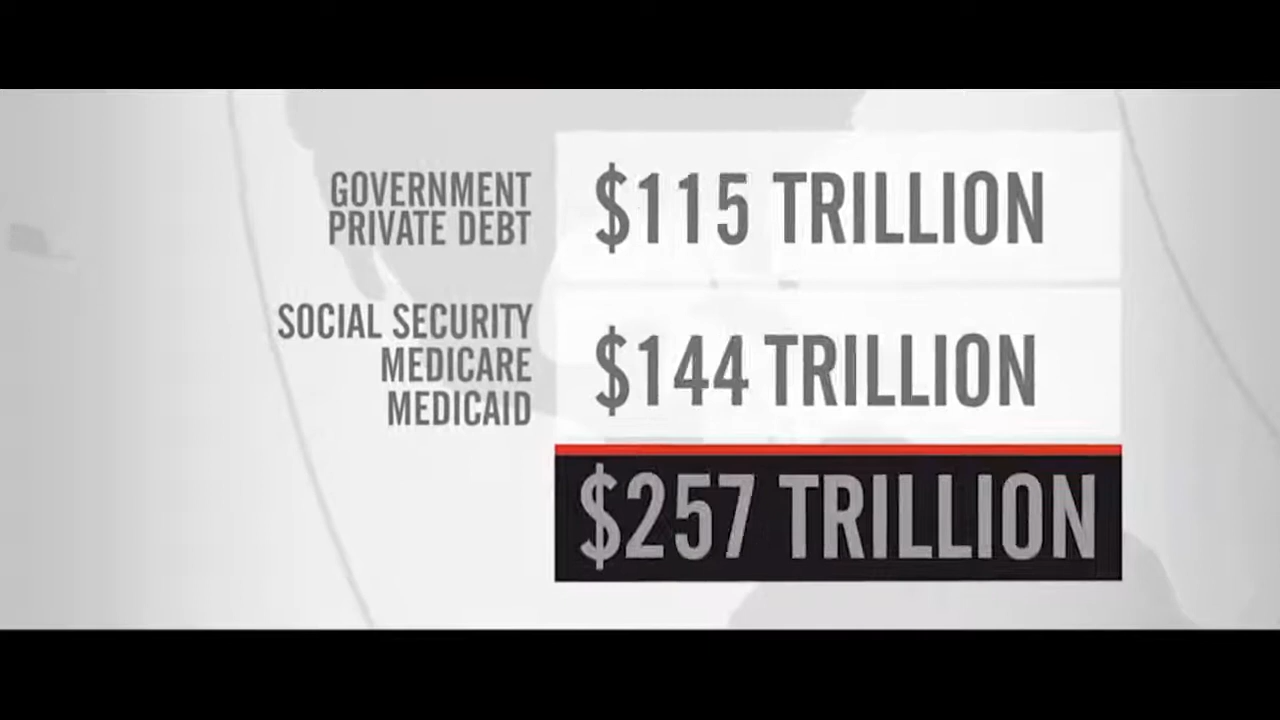 GOVERNMENT
PRIVATE DEBT
$115 TRILLION
SOCIAL SECURITY
MEDICARE
MEDICAID
$144 TRILLION
$257 TRILLION